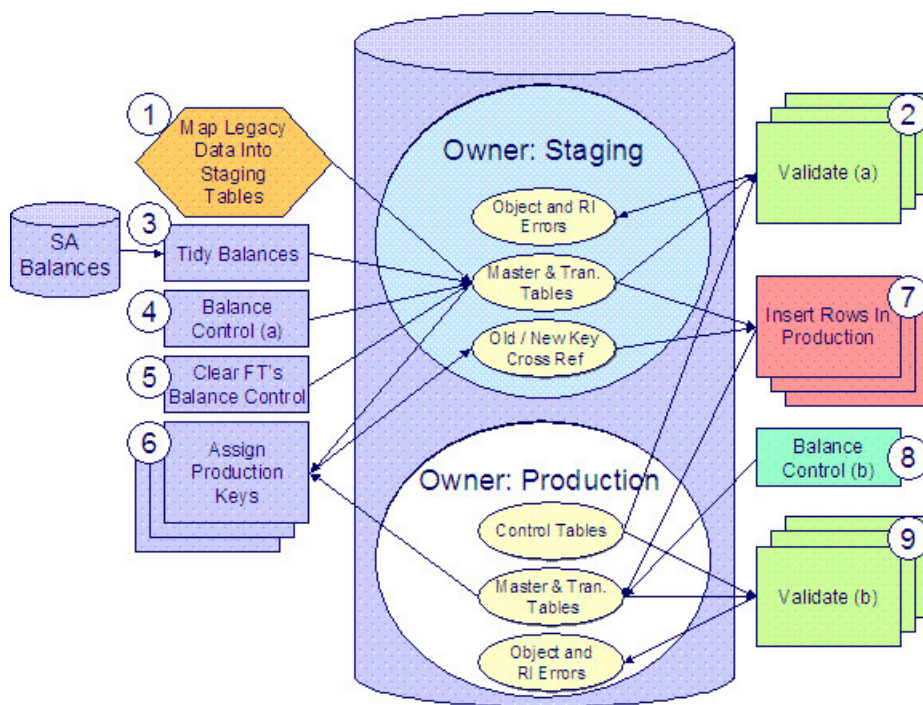 1
Map Legacy
Data Into
Staging
Tables
SA
Balances
3
Tidy Balances
4
Balance
Control (a)
5
Clear FT's
Balance Control
6
Assign
Production
Keys
Owner: Staging
Object and RI
Errors
Master & Tran.
Tables
Old / New Key
Cross Ref
Owner: Production
Control Tables
Master & Tran.
Tables
Object and
RI Errors
2
Validate (a)
7
Insert Rows In
Production
Balance
Control (b)
8
9
Validate (b)